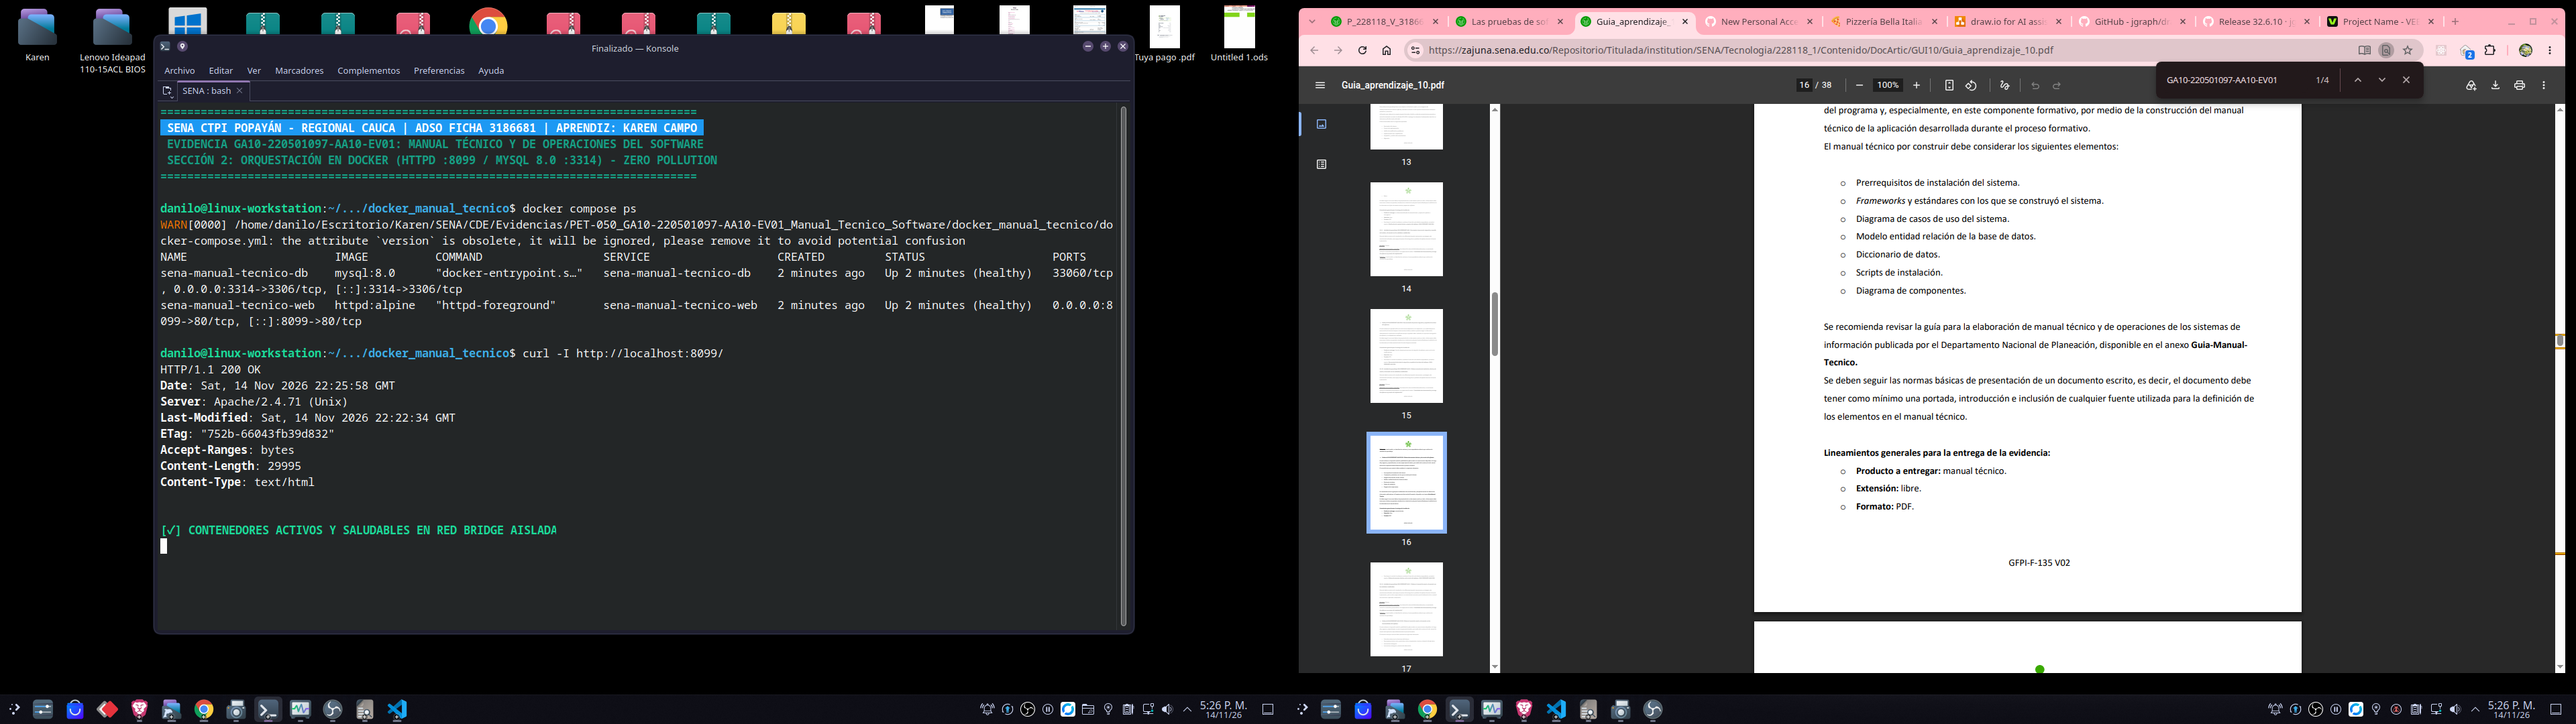 Karen
Lenovo Ideapad
110-15ACL BIOS
Tuya pago .pdf
Untitled 1.ods
Finalizado — Konsole
Archivo Editar Ver Marcadores Complementos Preferencias Ayuda
SENA : bash
================================================================================
SENA CTPI POPAYÁN - REGIONAL CAUCA | ADSO FICHA 3186681 | APRENDIZ: KAREN CAMPO
EVIDENCIA GA10-220501097-AA10-EV01: MANUAL TÉCNICO Y DE OPERACIONES DEL SOFTWARE
SECCIÓN 2: ORQUESTACIÓN EN DOCKER (HTTPD :8099 / MYSQL 8.0 :3314) - ZERO POLLUTION
================================================================================
danilo@linux-workstation:~/.../docker_manual_tecnico$ docker compose ps
WARN[0000] /home/danilo/Escritorio/Karen/SENA/CDE/Evidencias/PET-050_GA10-220501097-AA10-EV01_Manual_Tecnico_Software/docker_manual_tecnico/do
cker-compose.yml: the attribute `version` is obsolete, it will be ignored, please remove it to avoid potential confusion
NAME IMAGE COMMAND SERVICE CREATED STATUS PORTS
sena-manual-tecnico-db mysql:8.0 "docker-entrypoint.s…" sena-manual-tecnico-db 2 minutes ago Up 2 minutes (healthy) 33060/tcp
, 0.0.0.0:3314->3306/tcp, [::]:3314->3306/tcp
sena-manual-tecnico-web httpd:alpine "httpd-foreground" sena-manual-tecnico-web 2 minutes ago Up 2 minutes (healthy) 0.0.0.0:8
099->80/tcp, [::]:8099->80/tcp
danilo@linux-workstation:~/.../docker_manual_tecnico$ curl -I http://localhost:8099/
HTTP/1.1 200 OK
Date: Sat, 14 Nov 2026 22:25:58 GMT
Server: Apache/2.4.71 (Unix)
Last-Modified: Sat, 14 Nov 2026 22:22:34 GMT
ETag: "752b-66043fb39d832"
Accept-Ranges: bytes
Content-Length: 29995
Content-Type: text/html
[✓] CONTENEDORES ACTIVOS Y SALUDABLES EN RED BRIDGE AISLADA
5:26 P. M.
14/11/26
P_228118_V_3186
Las pruebas de so
Guia_aprendizaje_
New Personal Acce
Pizzería Bella Italia
draw.io for AI asse
GitHub - jgraph/dr
Release 32.6.10 · j
Project Name - VE
https://zajuna.sena.edu.co/Repositorio/Titulada/institution/SENA/Tecnologia/228118_1/Contenido/DocArtic/GUI10/Guia_aprendizaje_10.pdf
GA10-220501097-AA10-EV01 1/4
Guia_aprendizaje_10.pdf
16 / 38
100%
13
14
15
16
17
del programa y, especialmente, en este componente formativo, por medio de la construcción del manual
técnico de la aplicación desarrollada durante el proceso formativo.
El manual técnico por construir debe considerar los siguientes elementos:
o Prerrequisitos de instalación del sistema.
o Frameworks y estándares con los que se construyó el sistema.
o Diagrama de casos de uso del sistema.
o Modelo entidad relación de la base de datos.
o Diccionario de datos.
o Scripts de instalación.
o Diagrama de componentes.
Se recomienda revisar la guía para la elaboración de manual técnico y de operaciones de los sistemas de
información publicada por el Departamento Nacional de Planeación, disponible en el anexo Guia-Manual-
Tecnico.
Se deben seguir las normas básicas de presentación de un documento escrito, es decir, el documento debe
tener como mínimo una portada, introducción e inclusión de cualquier fuente utilizada para la definición de
los elementos en el manual técnico.
Lineamientos generales para la entrega de la evidencia:
o Producto a entregar: manual técnico.
o Extensión: libre.
o Formato: PDF.
GFPI-F-135 V02
5:26 P. M.
14/11/26